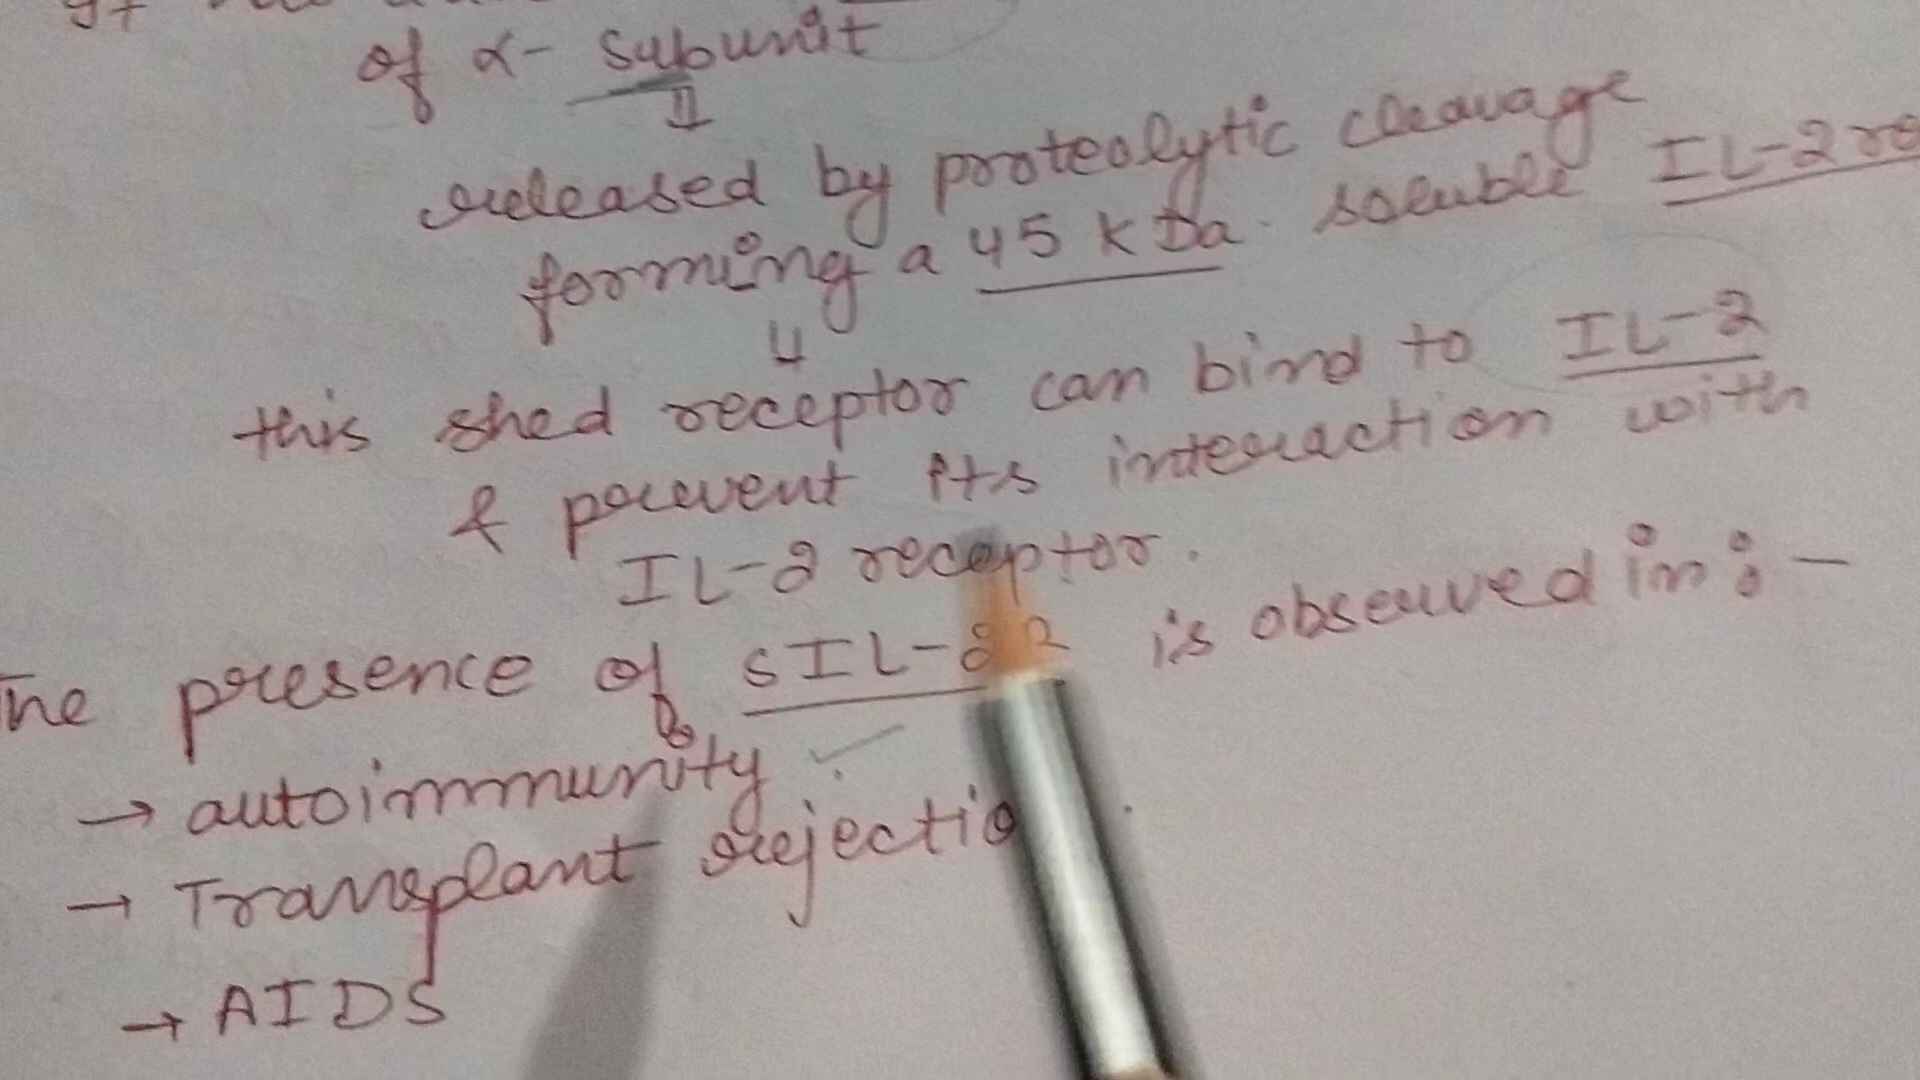 of α- subunit
released by proteolytic cleavage
forming a 45 kDa. soluble IL-2 re
this shed receptor can bind to IL-2
& prevent its interaction with
IL-2 receptor.
The presence of sIL-2R is observed in :-
→ autoimmunity
→ Transplant rejectio
→ AIDS